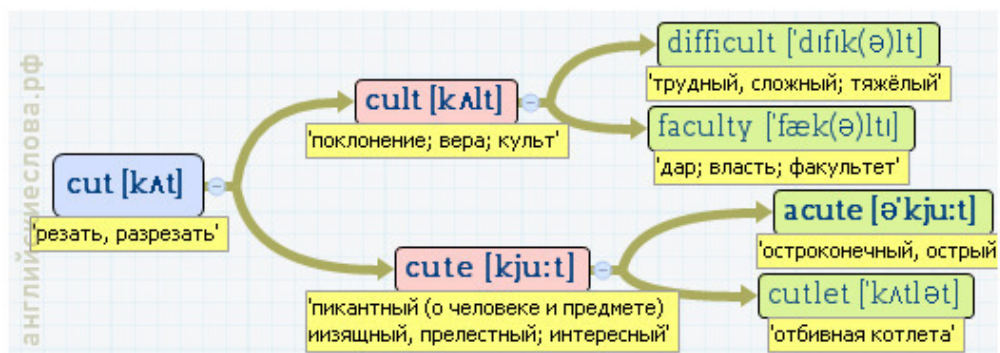 английскиеслова.рф
cut [kʌt]
'резать, разрезать'
cult [kʌlt]
'поклонение; вера; культ'
difficult ['dɪfɪk(ə)lt]
'трудный, сложный; тяжёлый'
faculty ['fæk(ə)ltɪ]
'дар; власть; факультет'
cute [kju:t]
'пикантный (о человеке и предмете)
иизящный, прелестный; интересный'
acute [ə'kju:t]
'остроконечный, острый
cutlet ['kʌtlət]
'отбивная котлета'